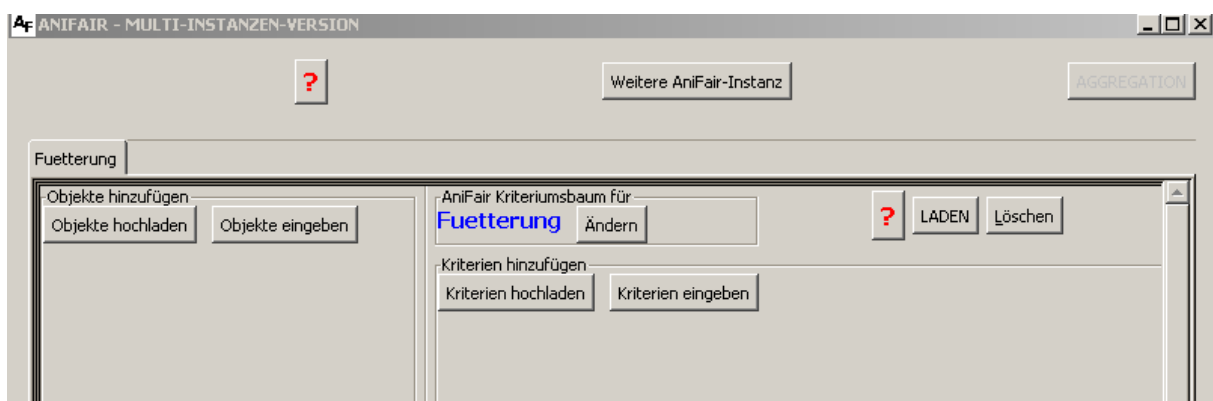 AF ANIFAIR - MULTI-INSTANZEN-VERSION
? Weitere AniFair-Instanz AGGREGATION
Fuetterung
Objekte hinzufügen
Objekte hochladen Objekte eingeben
AniFair Kriteriumsbaum für
Fuetterung Ändern
? LADEN Löschen
Kriterien hinzufügen
Kriterien hochladen Kriterien eingeben